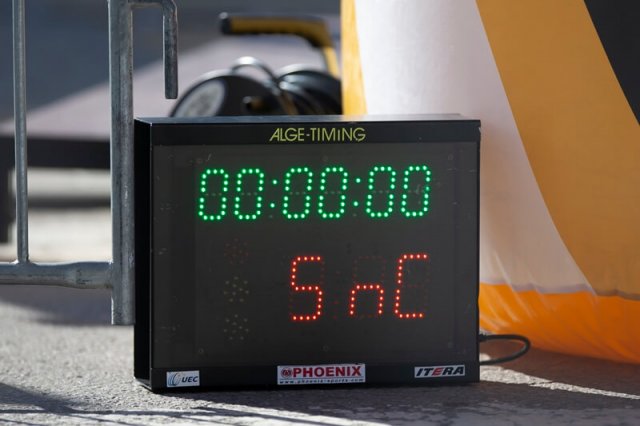 ALGE-TIMING
00:00:00
SnC
UEC
PHOENIX
www.phoenix-sports.com
ITERA